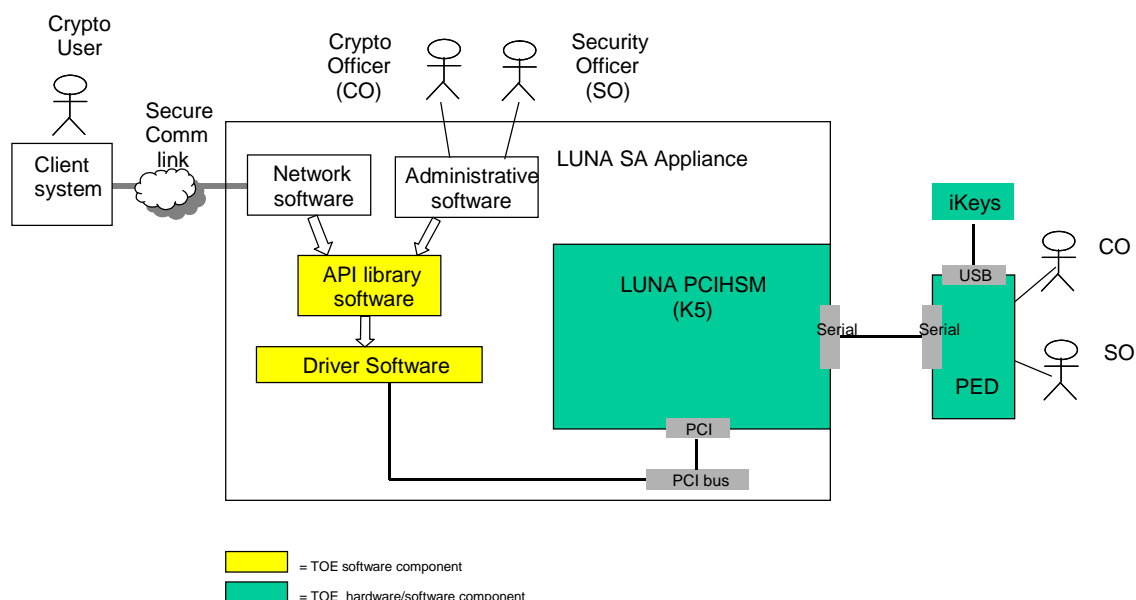 Crypto
User
Crypto
Officer
(CO)
Security
Officer
(SO)
Secure
Comm
link
Client
system
Network
software
Administrative
software
LUNA SA Appliance
iKeys
API library
software
LUNA PCIHSM
(K5)
USB
CO
Serial
Serial
Driver Software
SO
PED
PCI
PCI bus
= TOE software component
= TOE hardware/software component